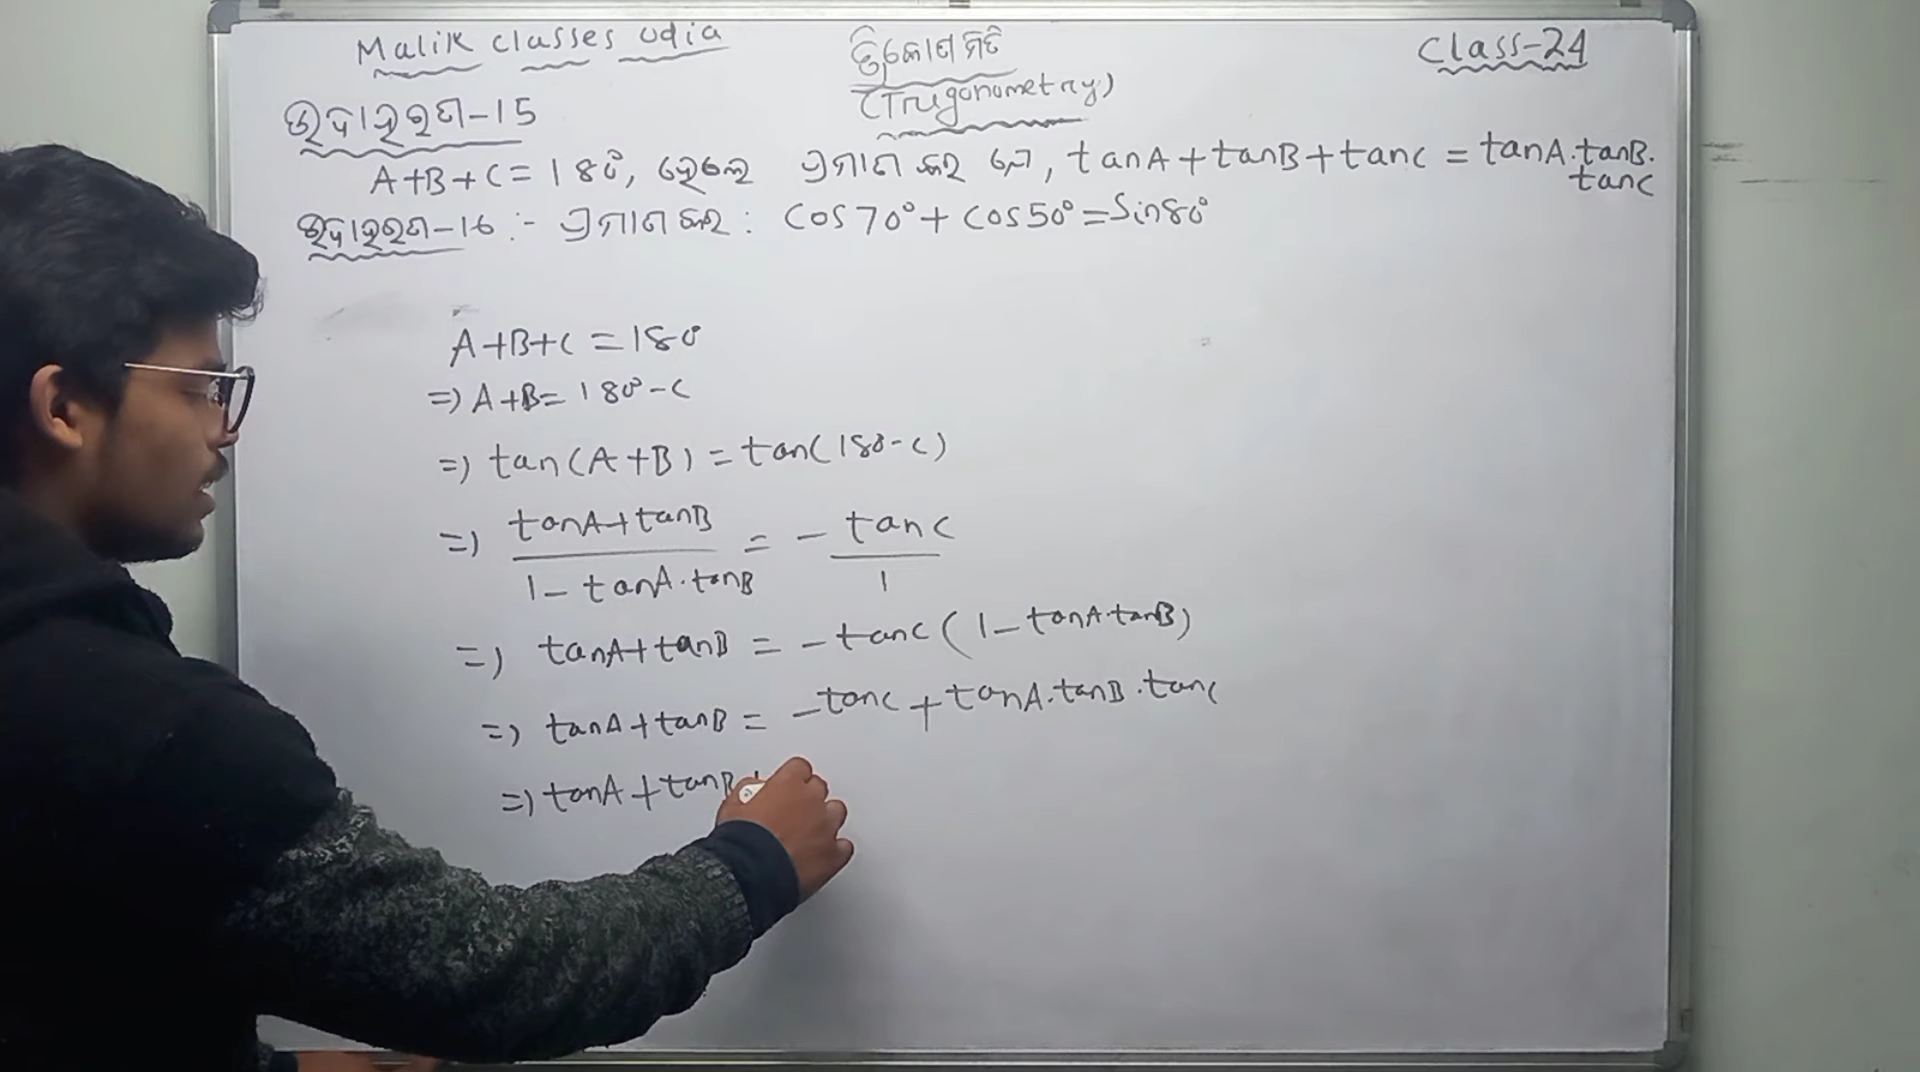 Malik classes odia
ତ୍ରିକୋଣମିତି
(Trigonometry)
Class-24
ଉଦାହରଣ-15
A+B+C=180°, ହେଲେ ପ୍ରମାଣ କର ଯେ, tanA+tanB+tanC = tanA.tanB.
tanC
ଉଦାହରଣ-16 :- ପ୍ରମାଣ କର : Cos70°+ Cos50°=Sin80°
A+B+C =180°
=) A+B= 180°-C
=) tan(A+B) = tan(180-C)
=) tanA+tanB / 1-tanA.tanB = - tanC / 1
=) tanA+tanB = -tanC(1-tanA.tanB)
=) tanA+tanB = -tanC+tanA.tanB.tanC
=) tanA+tanB+